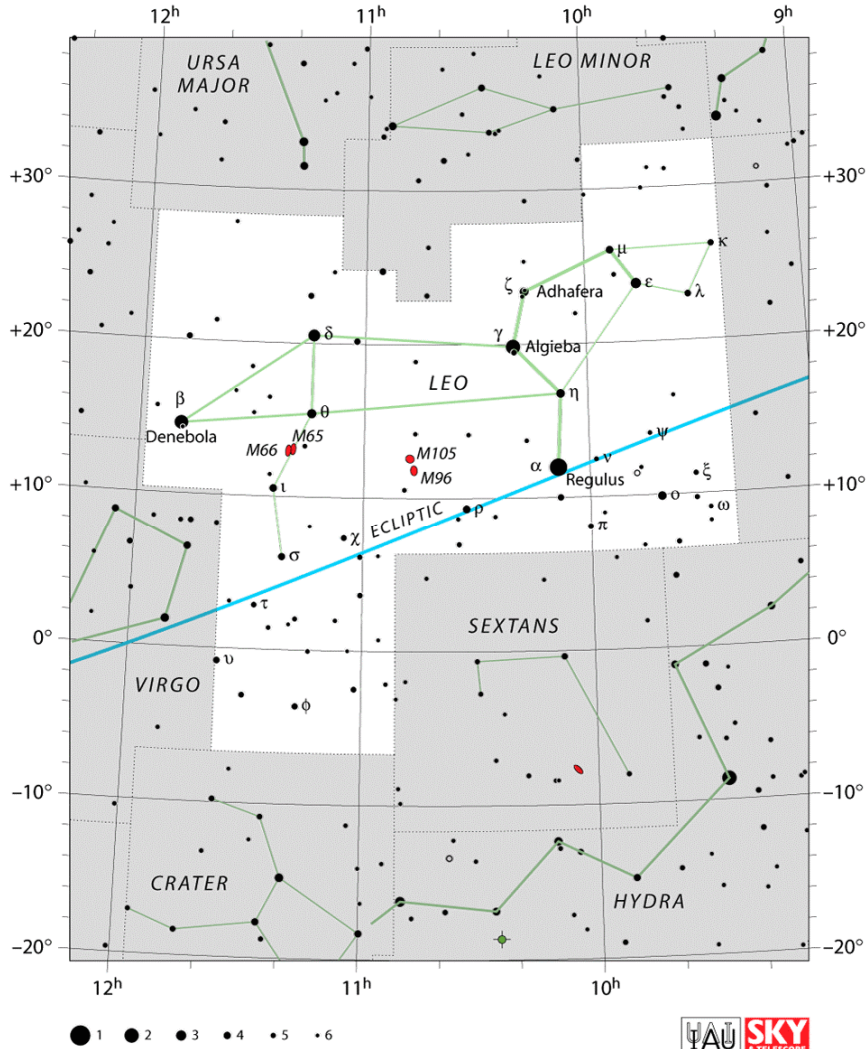 12h 11h 10h 9h
URSA
MAJOR
LEO MINOR
+30° +30°
μ κ
ζ Adhafera ε λ
+20° δ γ Algieba +20°
LEO η
β
Denebola θ
M66 M65 ψ
M105
M96
α Regulus ν ξ
+10° +10°
ι ο ω
ECLIPTIC ρ π
χ
σ
τ
SEXTANS
0° 0°
υ
VIRGO
ϕ
−10° −10°
CRATER
HYDRA
−20° −20°
12h 11h 10h
1 2 3 4 5 6
IAU SKY
& TELESCOPE